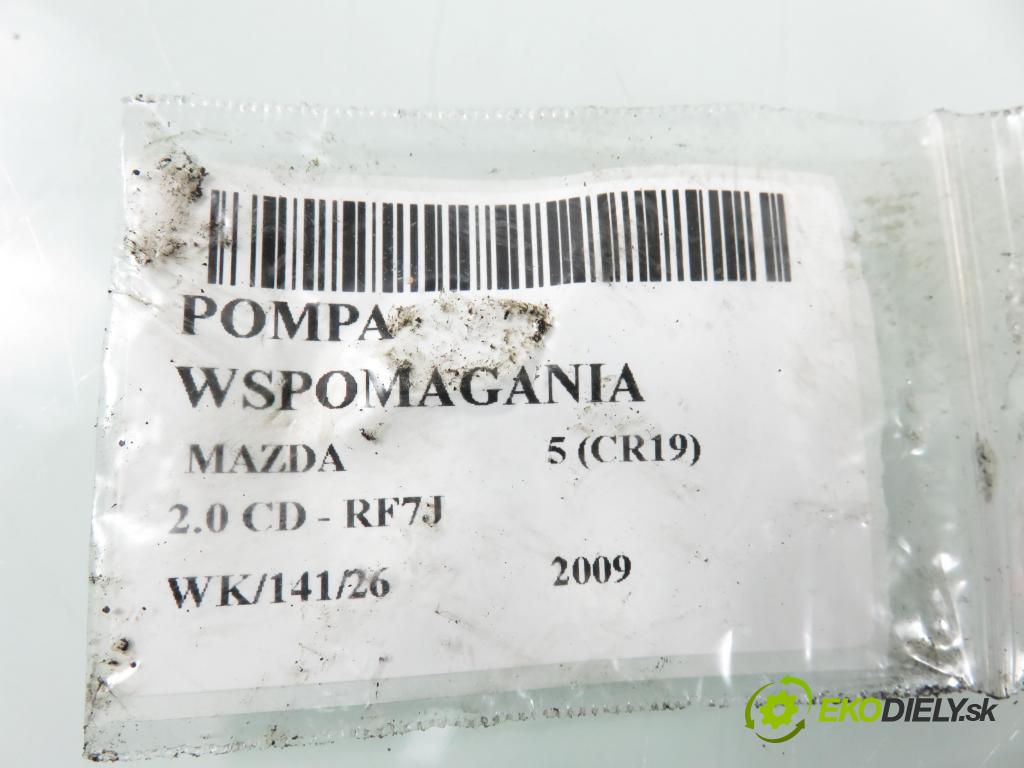 POMPA
WSPOMAGANIA
MAZDA 5 (CR19)
2.0 CD - RF7J
WK/141/26 2009
EKODIELY.sk